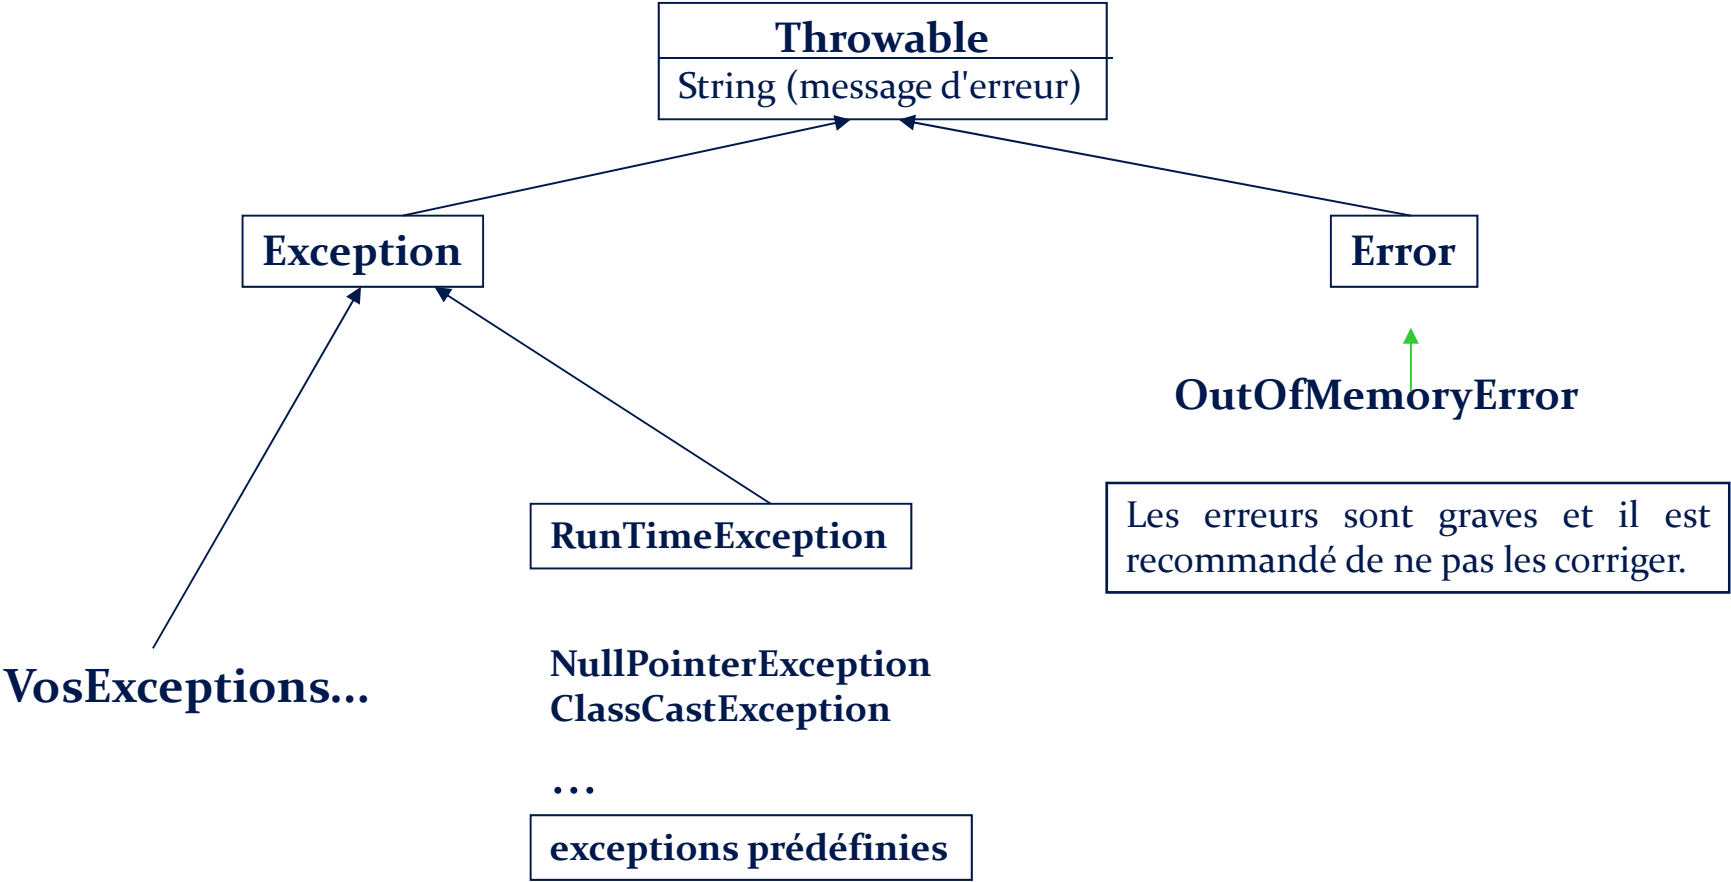 Throwable
String (message d'erreur)
Exception
Error
OutOfMemoryError
Les erreurs sont graves et il est
recommandé de ne pas les corriger.
RunTimeException
VosExceptions...
NullPointerException
ClassCastException
...
exceptions prédéfinies